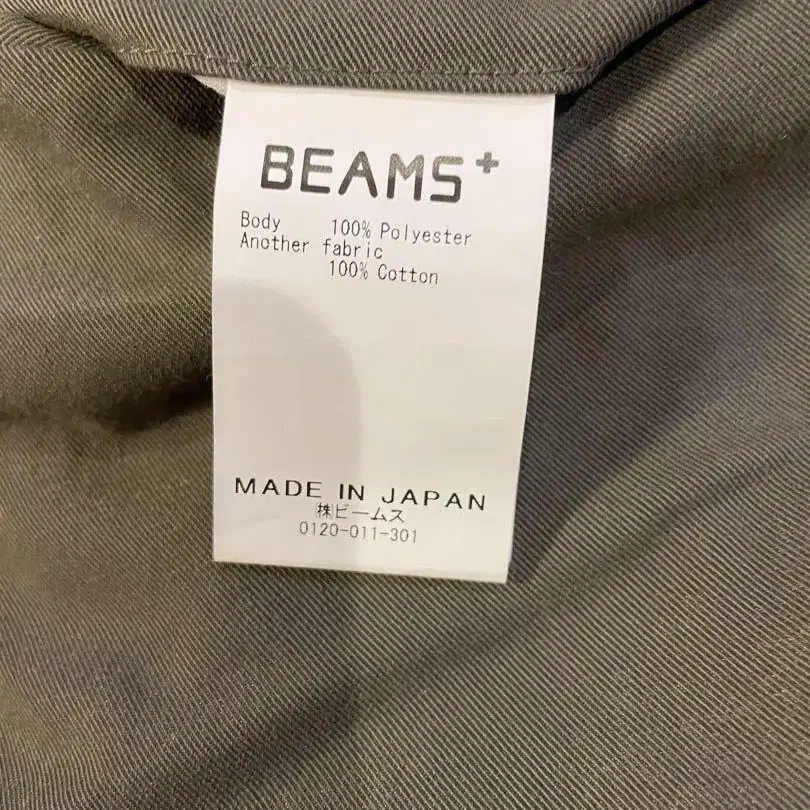 BEAMS+
Body 100% Polyester
Another fabric
100% Cotton
MADE IN JAPAN
㈱ビームス
0120-011-301